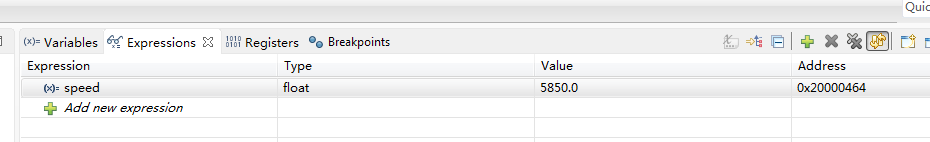 Quic
(x)= Variables Expressions Registers Breakpoints
Expression Type Value Address
(x)= speed float 5850.0 0x20000464
Add new expression